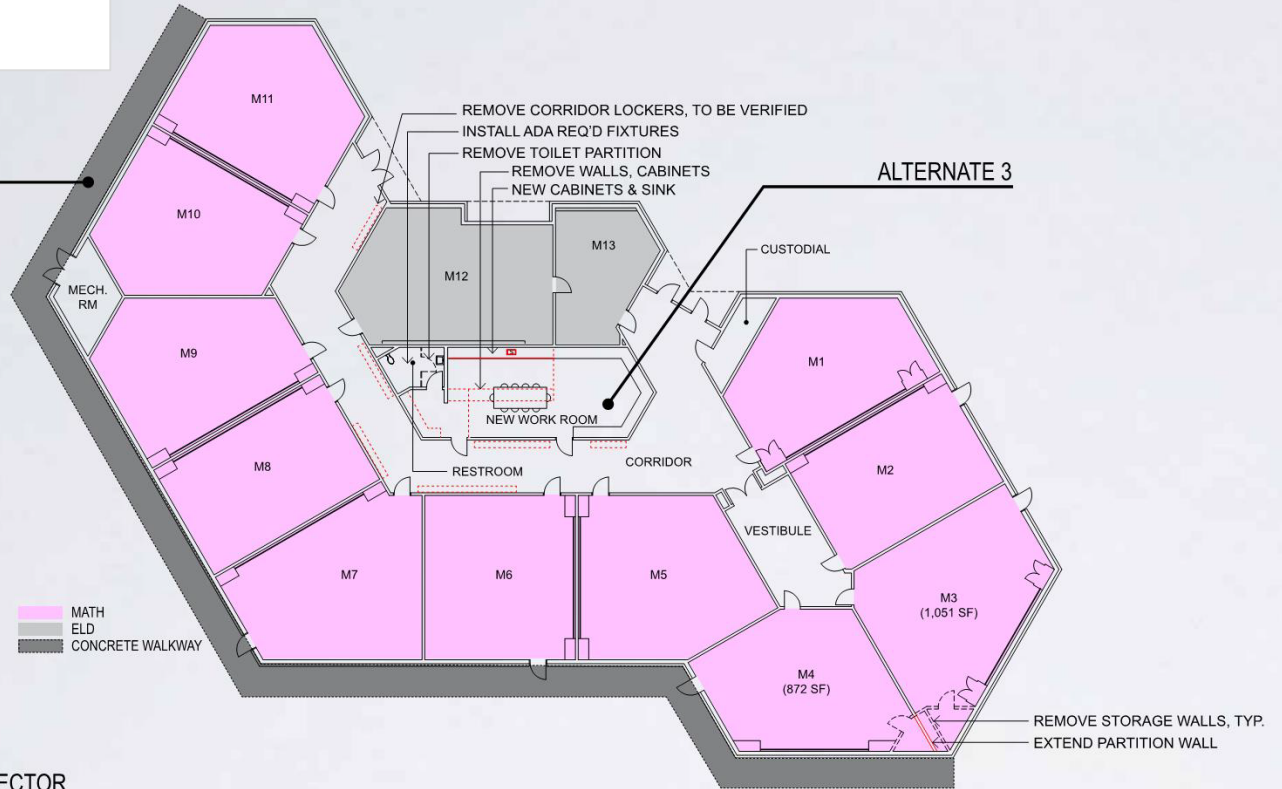 M11
REMOVE CORRIDOR LOCKERS, TO BE VERIFIED
INSTALL ADA REQ'D FIXTURES
REMOVE TOILET PARTITION
REMOVE WALLS, CABINETS
NEW CABINETS & SINK
ALTERNATE 3
M10
M13
CUSTODIAL
M12
MECH.
RM
M9
M1
NEW WORK ROOM
M8
RESTROOM
CORRIDOR
M2
VESTIBULE
M7
M6
M5
M3
(1,051 SF)
MATH
ELD
CONCRETE WALKWAY
M4
(872 SF)
REMOVE STORAGE WALLS, TYP.
EXTEND PARTITION WALL
ECTOR